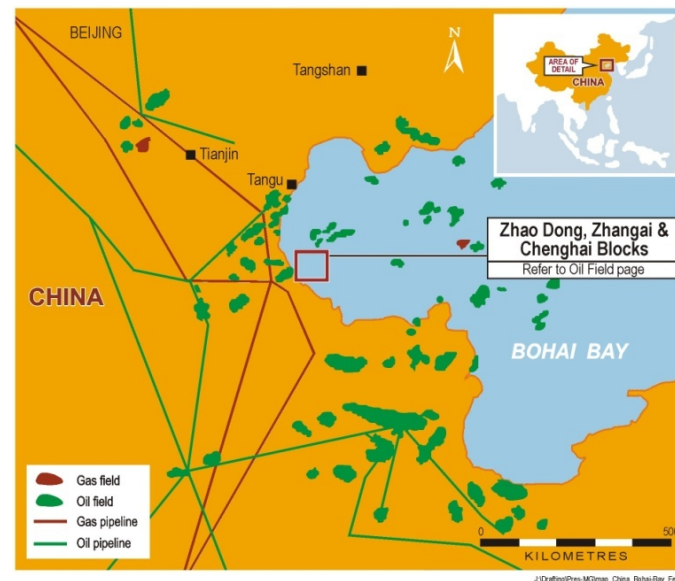 BEIJING
N
Tangshan
AREA OF
DETAIL
CHINA
Tianjin
Tangu
Zhao Dong, Zhangai &
Chenghai Blocks
Refer to Oil Field page
CHINA
BOHAI BAY
Gas field
Oil field
Gas pipeline
Oil pipeline
0
KILOMETRES